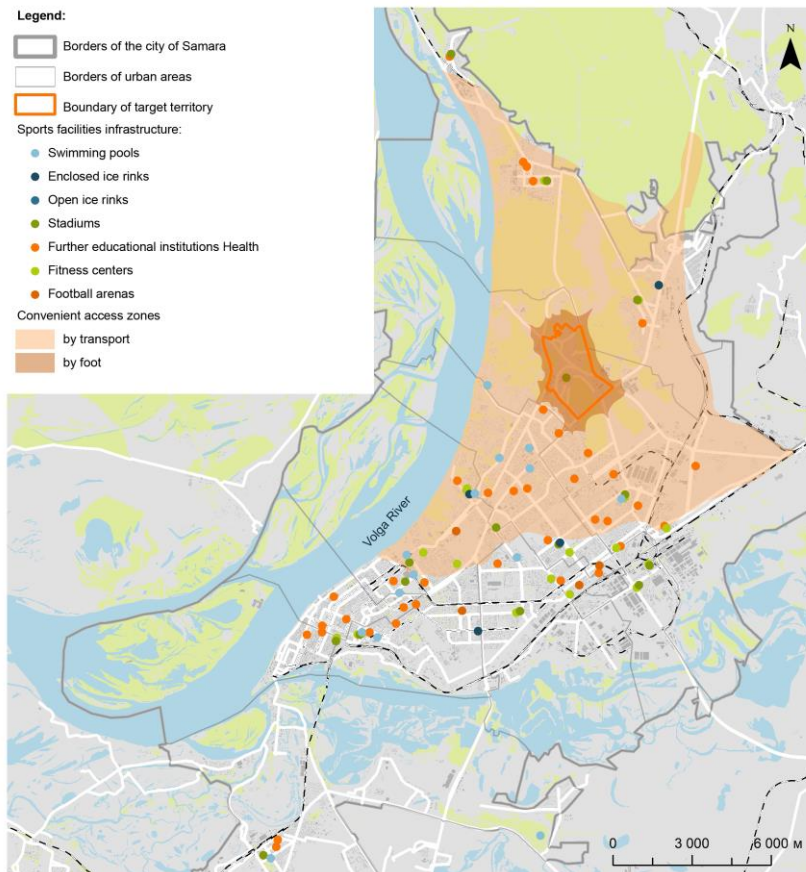 Legend:
Borders of the city of Samara
Borders of urban areas
Boundary of target territory
Sports facilities infrastructure:
Swimming pools
Enclosed ice rinks
Open ice rinks
Stadiums
Further educational institutions Health
Fitness centers
Football arenas
Convenient access zones
by transport
by foot
N
Volga River
0 3 000 6 000 м